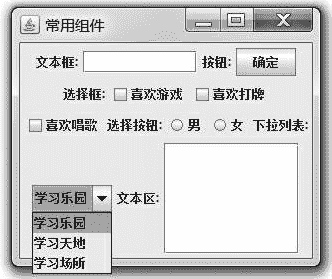 常用组件
文本框: 按钮: 确定
选择框: 喜欢游戏 喜欢打牌
喜欢唱歌 选择按钮: 男 女 下拉列表:
学习乐园 文本区:
学习乐园
学习天地
学习场所